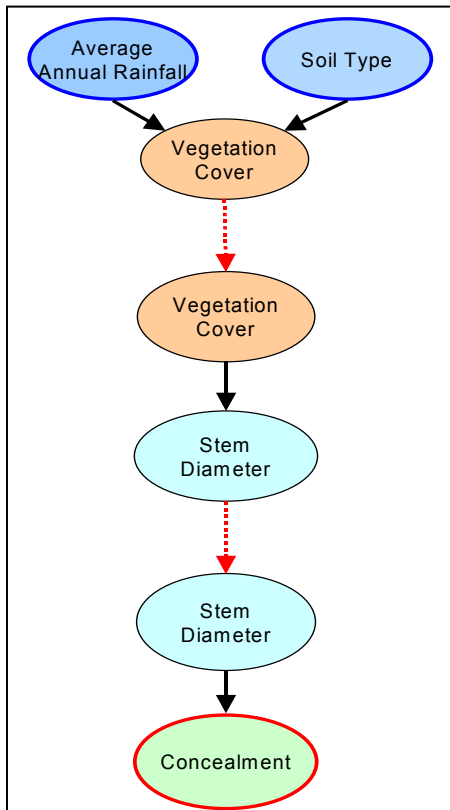 Average
Annual Rainfall
Soil Type
Vegetation
Cover
Vegetation
Cover
Stem
Diameter
Stem
Diameter
Concealment